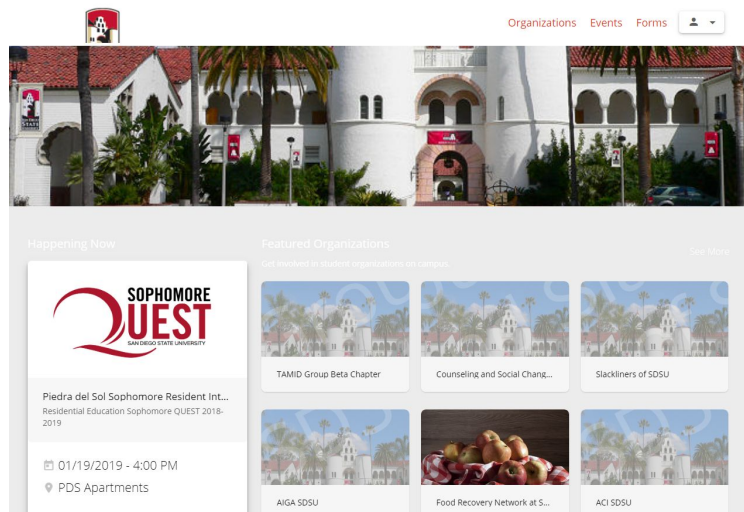 Organizations Events Forms
SAN DIEGO
STATE
Happening Now
Featured Organizations
See More
Get involved in student organizations on campus
SOPHOMORE
QUEST
SAN DIEGO STATE UNIVERSITY
Piedra del Sol Sophomore Resident Int...
Residential Education Sophomore QUEST 2018-
2019
01/19/2019 - 4:00 PM
PDS Apartments
TAMID Group Beta Chapter
Counseling and Social Chang...
Slackliners of SDSU
AIGA SDSU
Food Recovery Network at S...
ACI SDSU